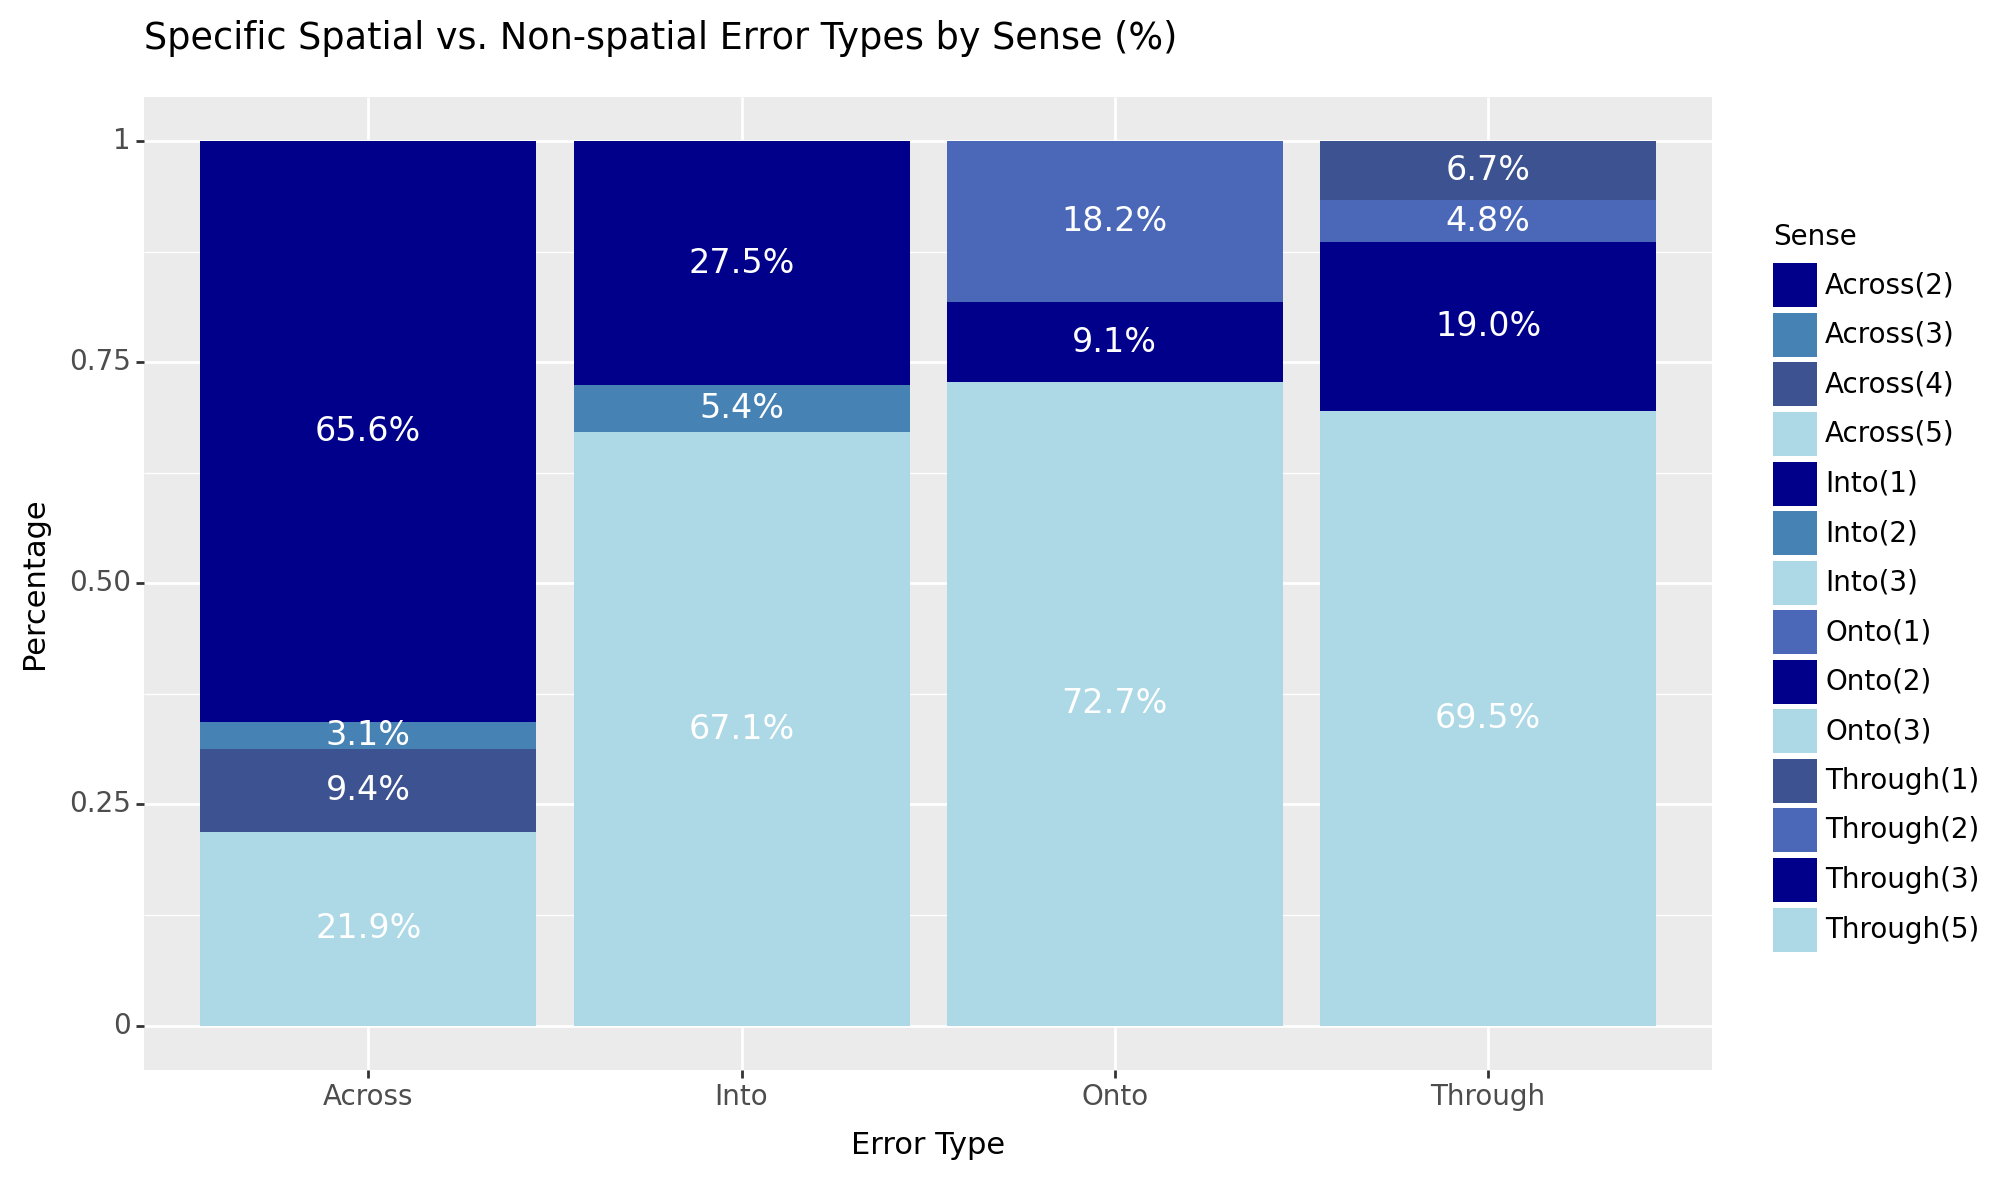 Specific Spatial vs. Non-spatial Error Types by Sense (%)
Percentage
1
0.75
0.50
0.25
0
65.6%
3.1%
9.4%
21.9%
27.5%
5.4%
67.1%
18.2%
9.1%
72.7%
6.7%
4.8%
19.0%
69.5%
Across
Into
Onto
Through
Error Type
Sense
Across(2)
Across(3)
Across(4)
Across(5)
Into(1)
Into(2)
Into(3)
Onto(1)
Onto(2)
Onto(3)
Through(1)
Through(2)
Through(3)
Through(5)